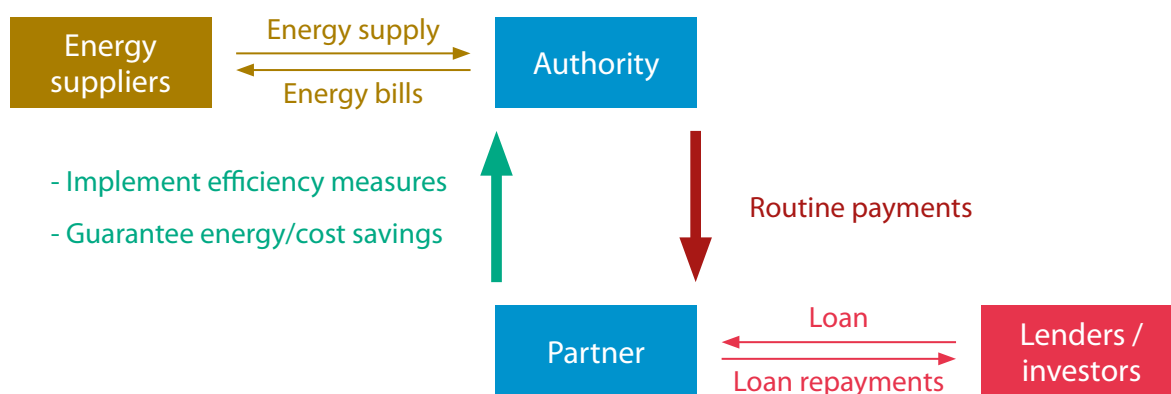 Energy
suppliers
Energy supply
Energy bills
Authority
- Implement efficiency measures
- Guarantee energy/cost savings
Routine payments
Partner
Loan
Loan repayments
Lenders /
investors